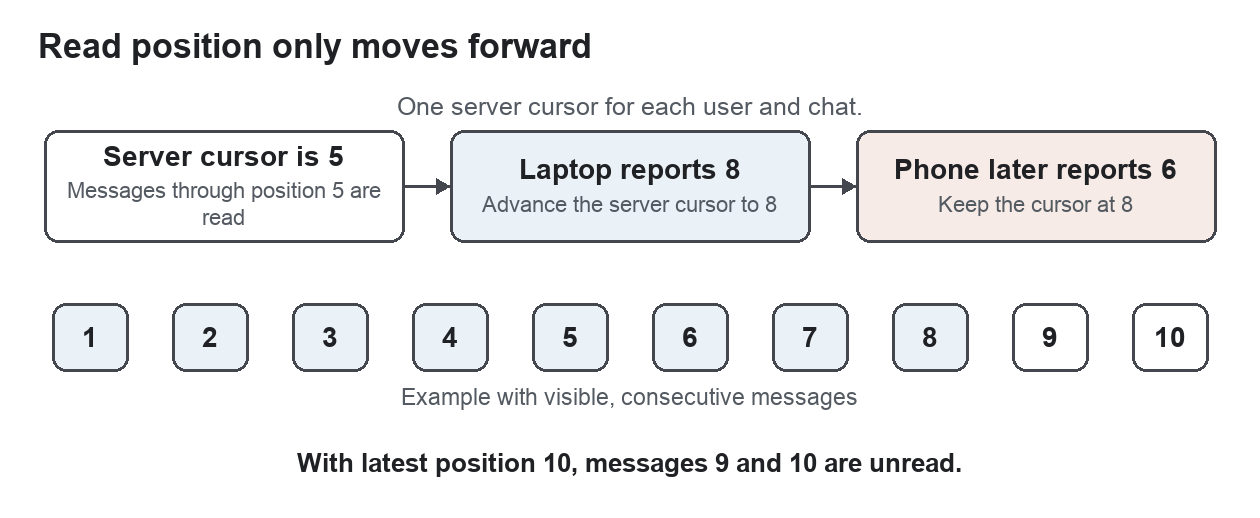 Read position only moves forward
One server cursor for each user and chat.
Server cursor is 5
Messages through position 5 are
read
Laptop reports 8
Advance the server cursor to 8
Phone later reports 6
Keep the cursor at 8
1 2 3 4 5 6 7 8 9 10
Example with visible, consecutive messages
With latest position 10, messages 9 and 10 are unread.